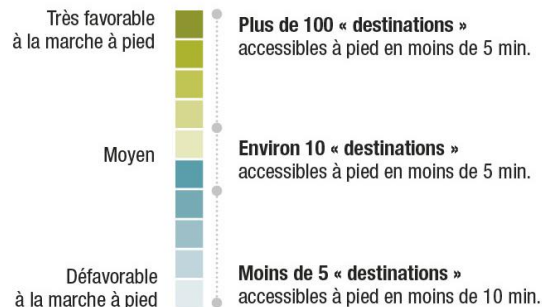 Très favorable
à la marche à pied
Plus de 100 « destinations »
accessibles à pied en moins de 5 min.
Moyen
Environ 10 « destinations »
accessibles à pied en moins de 5 min.
Défavorable
à la marche à pied
Moins de 5 « destinations »
accessibles à pied en moins de 10 min.